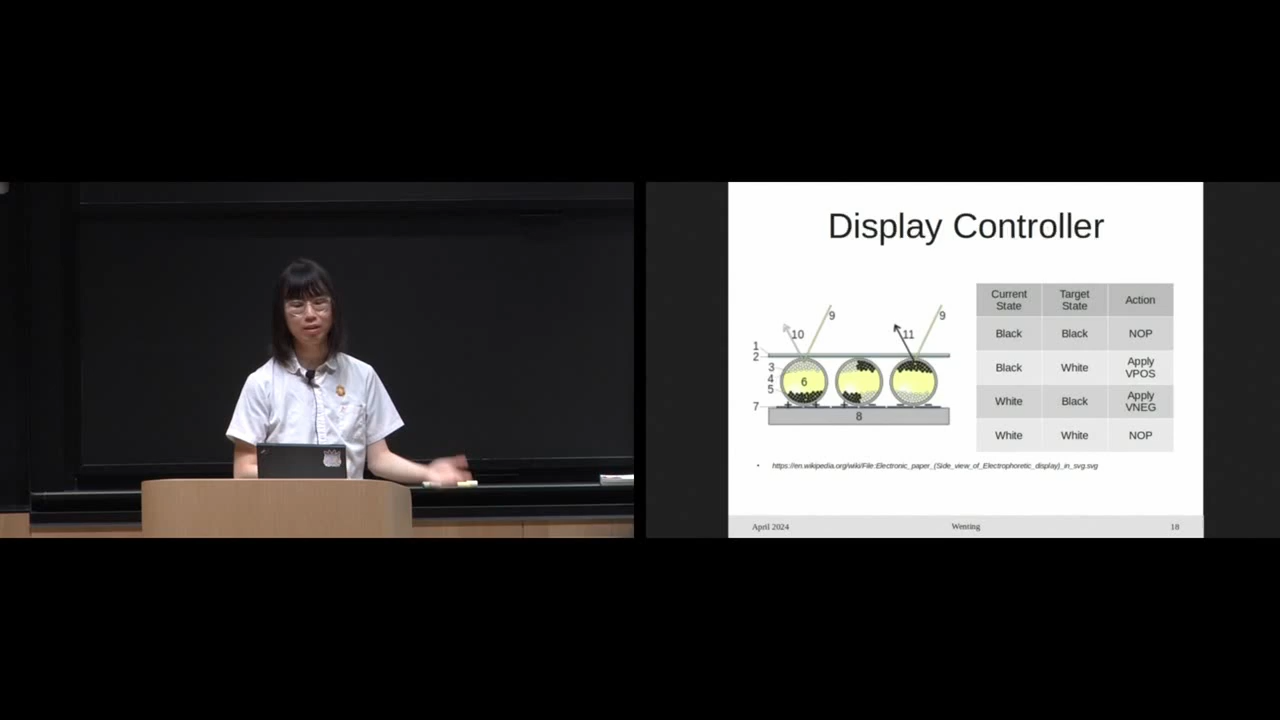 Display Controller
9
9
10
11
1
2
3
4
5
6
7
8
Current State
Target State
Action
Black
Black
NOP
Black
White
Apply VPOS
White
Black
Apply VNEG
White
White
NOP
• https://en.wikipedia.org/wiki/File:Electronic_paper_(Side_view_of_Electrophoretic_display)_in_svg.svg
April 2024
Wenting
18